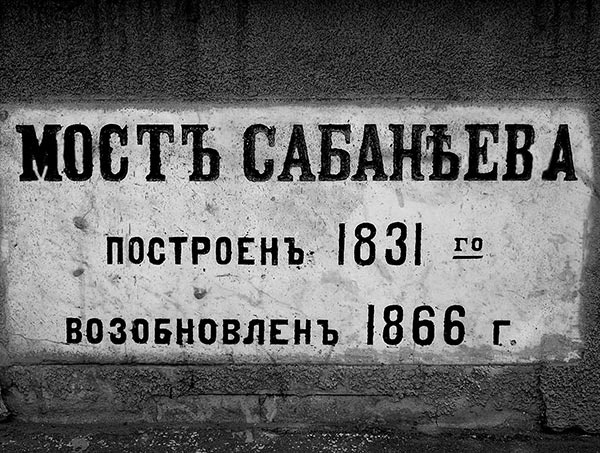 МОСТЪ САБАНѢЕВА
ПОСТРОЕНЪ 1831 го
ВОЗОБНОВЛЕНЪ 1866 г.